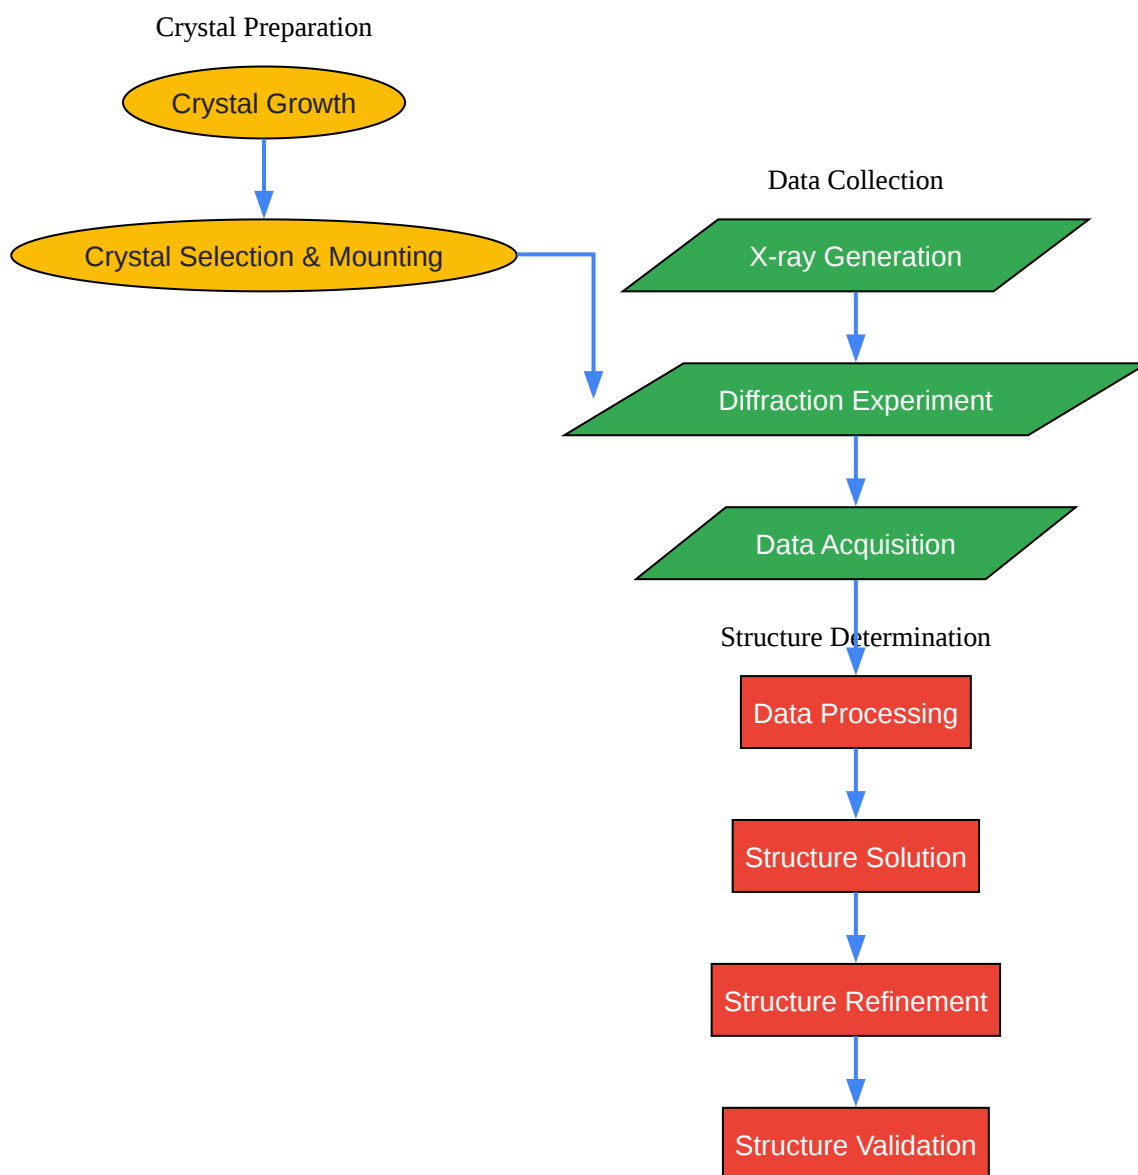 Crystal Preparation
Crystal Growth
Crystal Selection & Mounting
Data Collection
X-ray Generation
Diffraction Experiment
Data Acquisition
Structure Determination
Data Processing
Structure Solution
Structure Refinement
Structure Validation